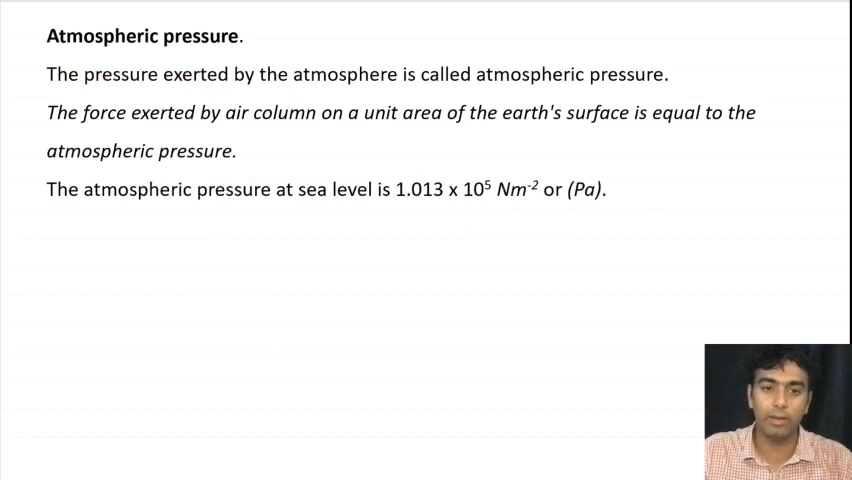 Atmospheric pressure.
The pressure exerted by the atmosphere is called atmospheric pressure.
The force exerted by air column on a unit area of the earth's surface is equal to the
atmospheric pressure.
The atmospheric pressure at sea level is 1.013 x 10⁵ Nm⁻² or (Pa).